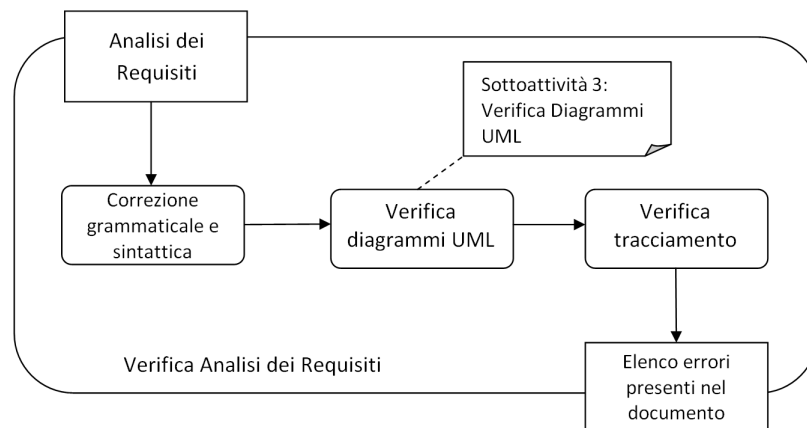 Analisi dei
Requisiti
Sottoattività 3:
Verifica Diagrammi
UML
Correzione
grammaticale e
sintattica
Verifica
diagrammi UML
Verifica
tracciamento
Verifica Analisi dei Requisiti
Elenco errori
presenti nel
documento